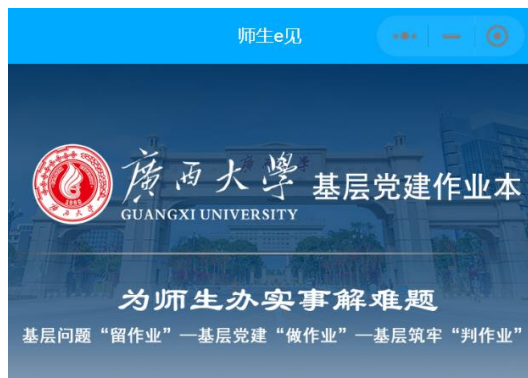 师生e见
廣西大學
GUANGXI UNIVERSITY
基层党建作业本
为师生办实事解难题
基层问题“留作业”—基层党建“做作业”—基层筑牢“判作业”